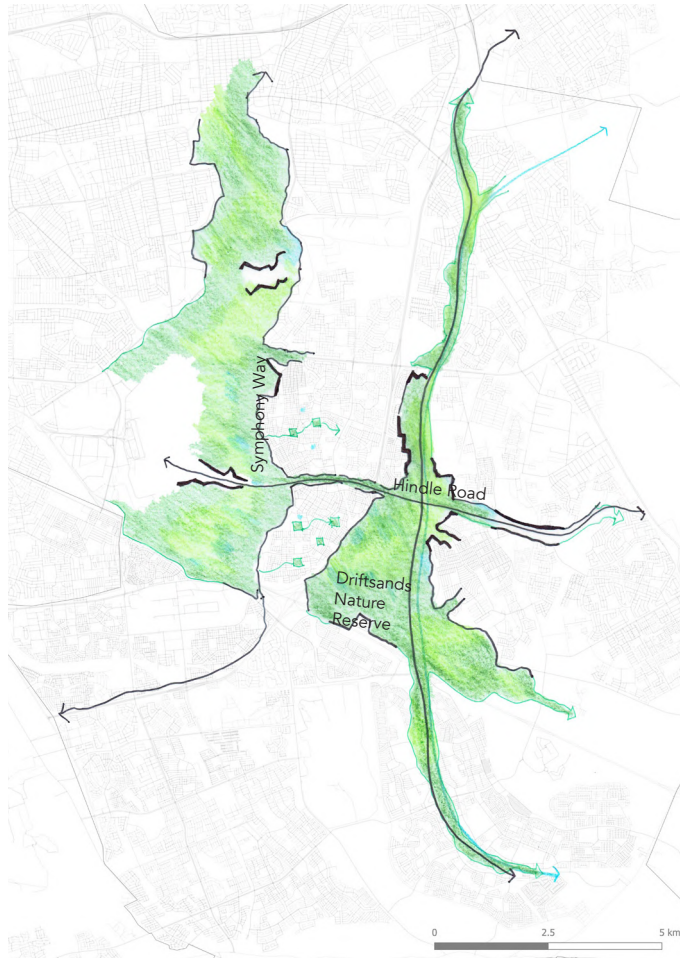 Symphony Way
Hindle Road
Driftsands
Nature
Reserve
0 2.5 5 km